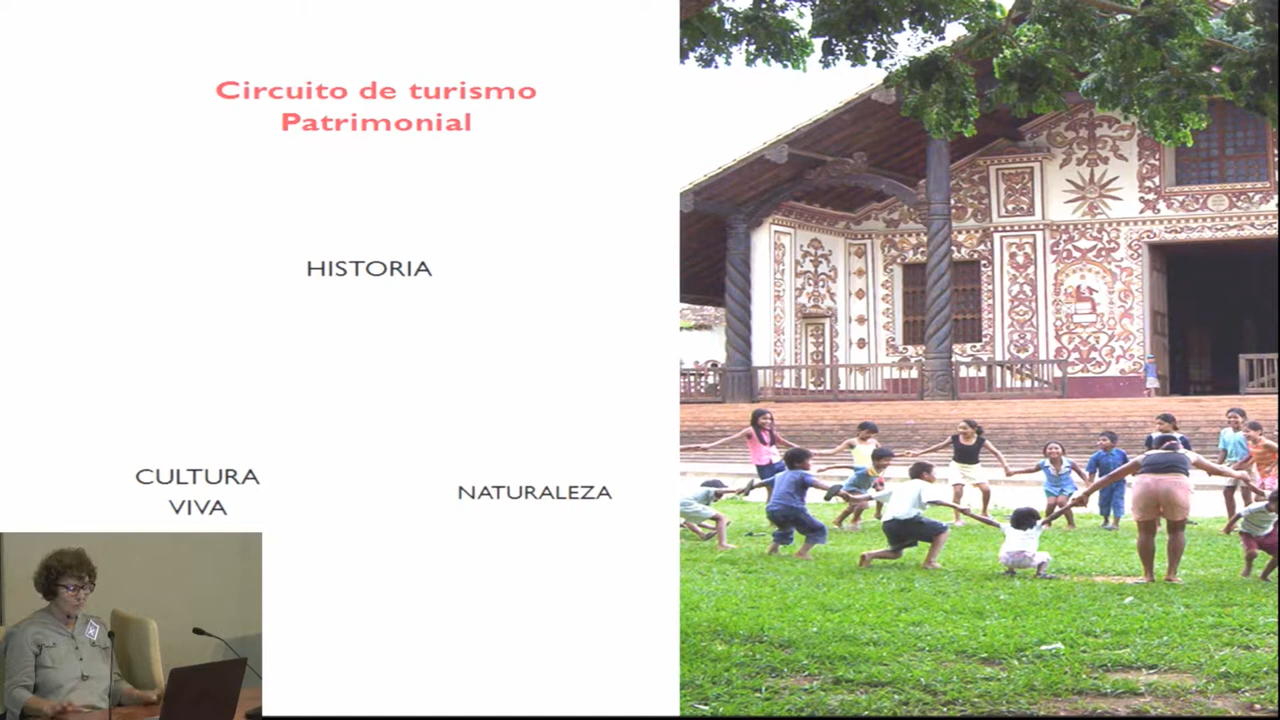 Circuito de turismo
Patrimonial
HISTORIA
CULTURA
VIVA
NATURALEZA